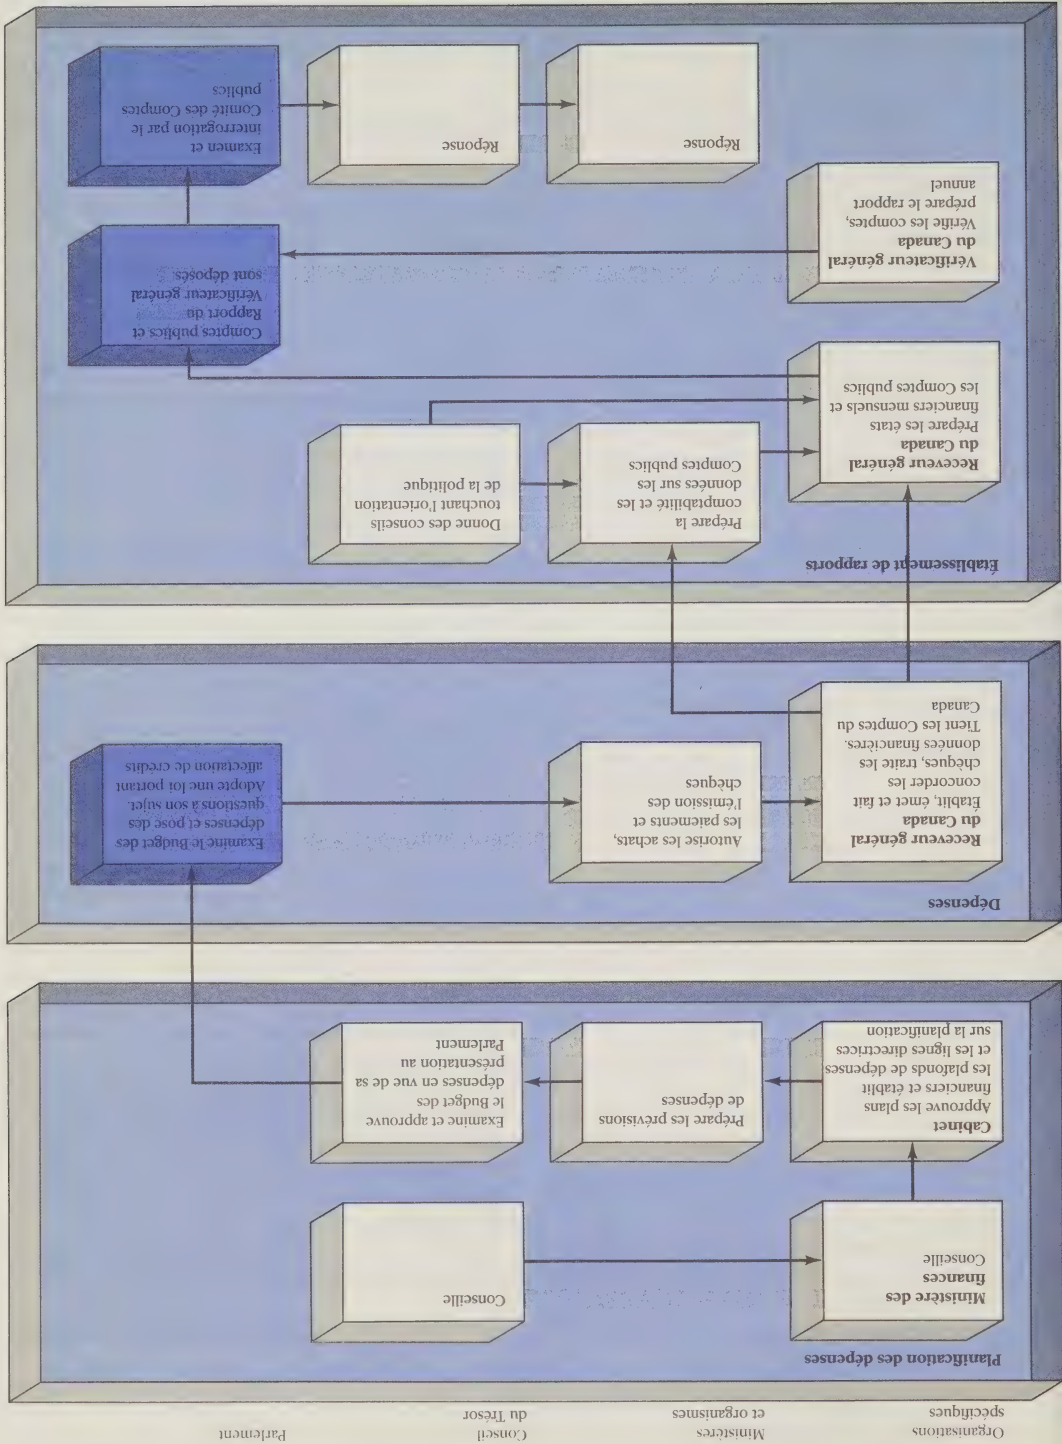 Organisations
spécifiques
Ministères
et organismes
Conseil
du Trésor
Parlement
Planification des dépenses
Ministère des
finances
Conseille
Conseille
Cabinet
Approuve les plans
financiers et établit
les plafonds de dépenses
et les lignes directrices
sur la planification
Prépare les prévisions
de dépenses
Examine et approuve
le Budget des
dépenses en vue de sa
présentation au
Parlement
Dépenses
Receveur général
du Canada
Établit, émet et fait
concorder les
chèques, traite les
données financières.
Tient les Comptes du
Canada
Autorise les achats,
les paiements et
l'émission des
chèques
Examine le Budget des
dépenses et pose des
questions à son sujet.
Adopte une loi portant
affectation de crédits
Établissement de rapports
Receveur général
du Canada
Prépare les états
financiers mensuels et
les Comptes publics
Prépare la
comptabilité et les
données sur les
Comptes publics
Donne des conseils
touchant l'orientation
de la politique
Vérificateur général
du Canada
Vérifie les comptes,
prépare le rapport
annuel
Comptes publics et
Rapport du
Vérificateur général
sont déposés
Réponse
Réponse
Examen et
interrogation par le
Comité des Comptes
publics